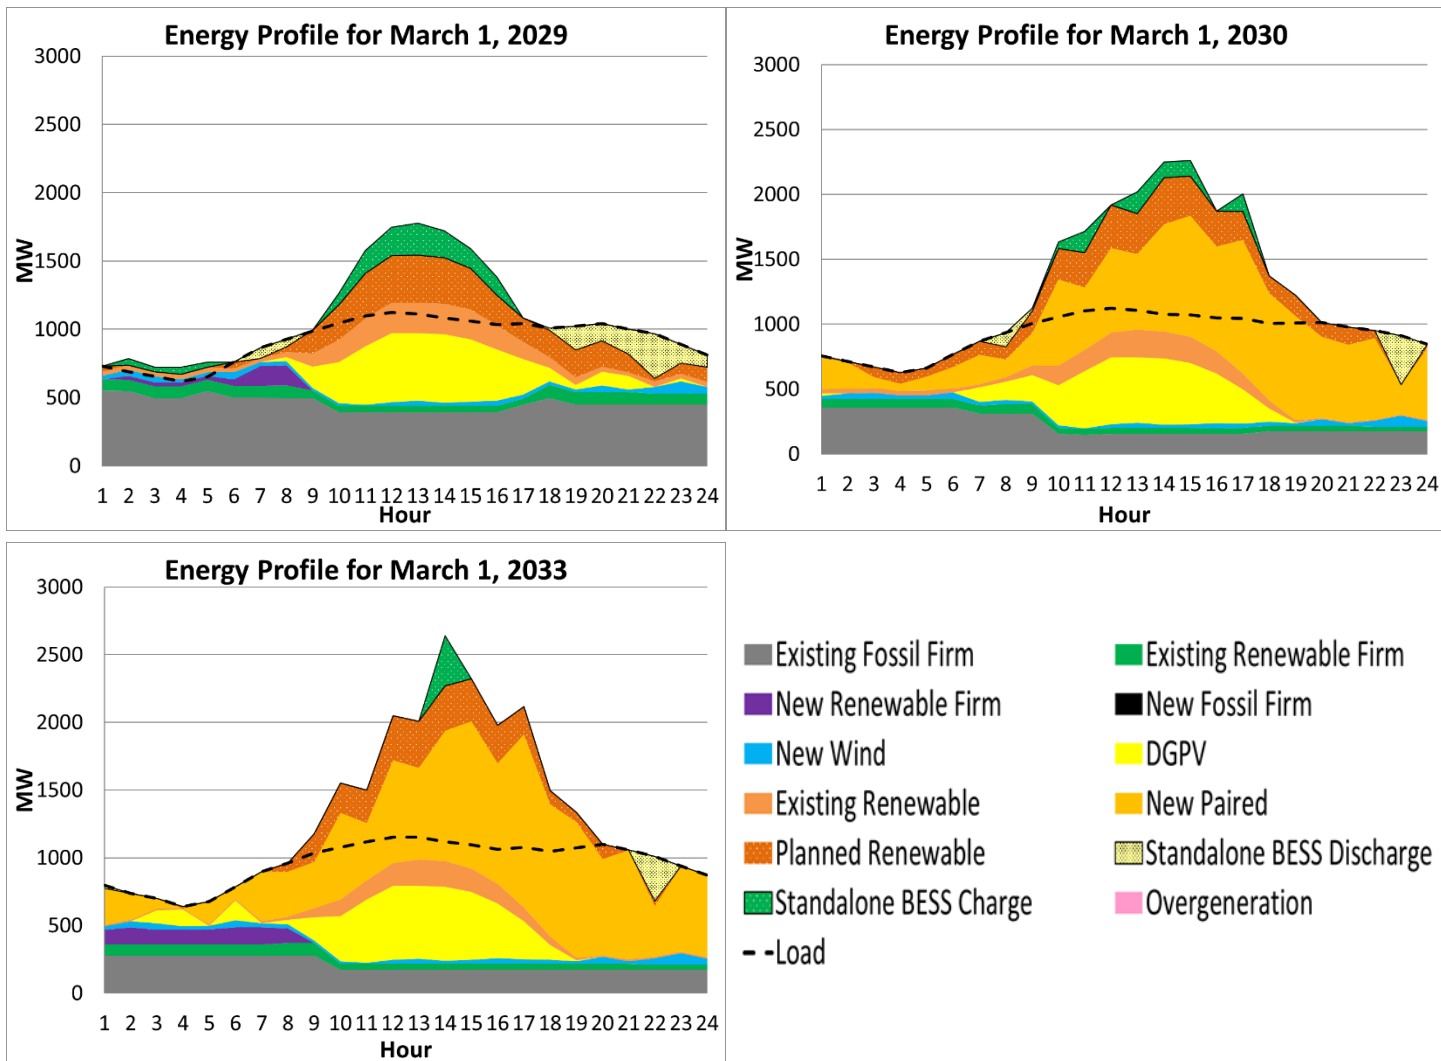 Energy Profile for March 1, 2029
3000
2500
2000
1500
1000
500
0
MW
1 2 3 4 5 6 7 8 9 10 11 12 13 14 15 16 17 18 19 20 21 22 23 24
Hour
Energy Profile for March 1, 2030
3000
2500
2000
1500
1000
500
0
MW
1 2 3 4 5 6 7 8 9 10 11 12 13 14 15 16 17 18 19 20 21 22 23 24
Hour
Energy Profile for March 1, 2033
3000
2500
2000
1500
1000
500
0
MW
1 2 3 4 5 6 7 8 9 10 11 12 13 14 15 16 17 18 19 20 21 22 23 24
Hour
Existing Fossil Firm
Existing Renewable Firm
New Renewable Firm
New Fossil Firm
New Wind
DGPV
Existing Renewable
New Paired
Planned Renewable
Standalone BESS Discharge
Standalone BESS Charge
Overgeneration
Load